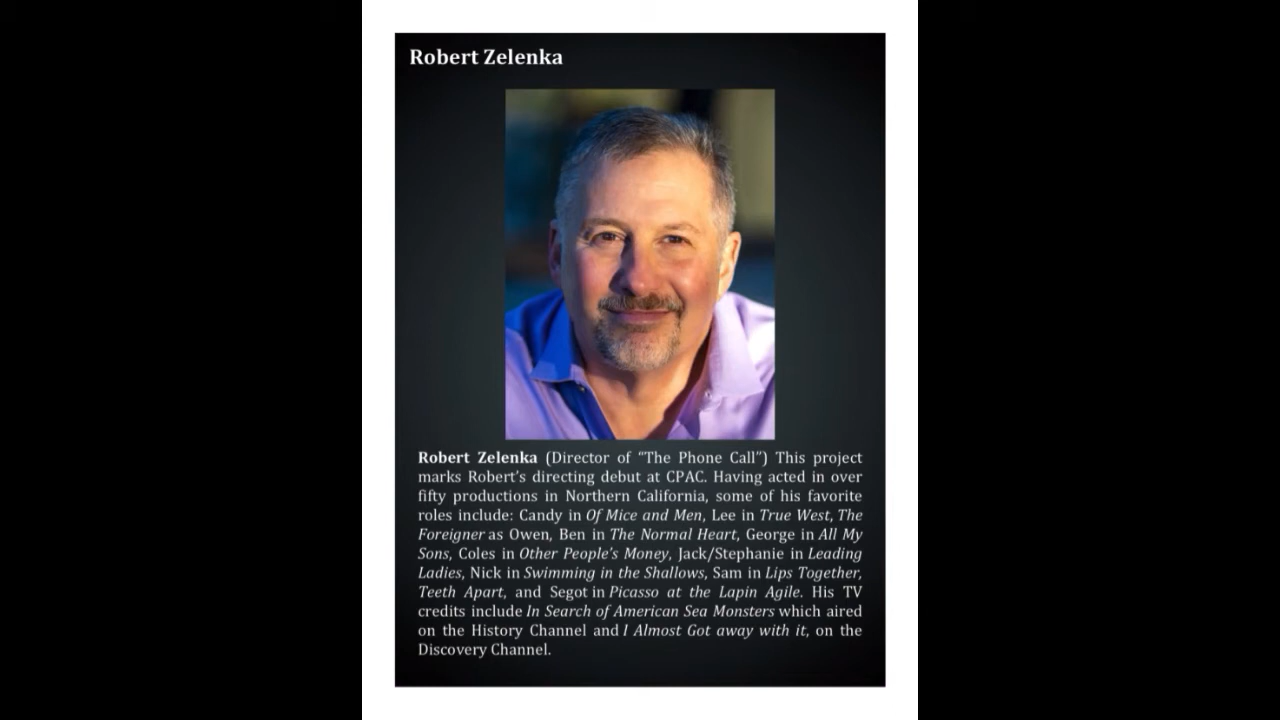 Robert Zelenka
Robert Zelenka (Director of “The Phone Call”) This project
marks Robert’s directing debut at CPAC. Having acted in over
fifty productions in Northern California, some of his favorite
roles include: Candy in Of Mice and Men, Lee in True West, The
Foreigner as Owen, Ben in The Normal Heart, George in All My
Sons, Coles in Other People’s Money, Jack/Stephanie in Leading
Ladies, Nick in Swimming in the Shallows, Sam in Lips Together,
Teeth Apart, and Segot in Picasso at the Lapin Agile. His TV
credits include In Search of American Sea Monsters which aired
on the History Channel and I Almost Got away with it, on the
Discovery Channel.